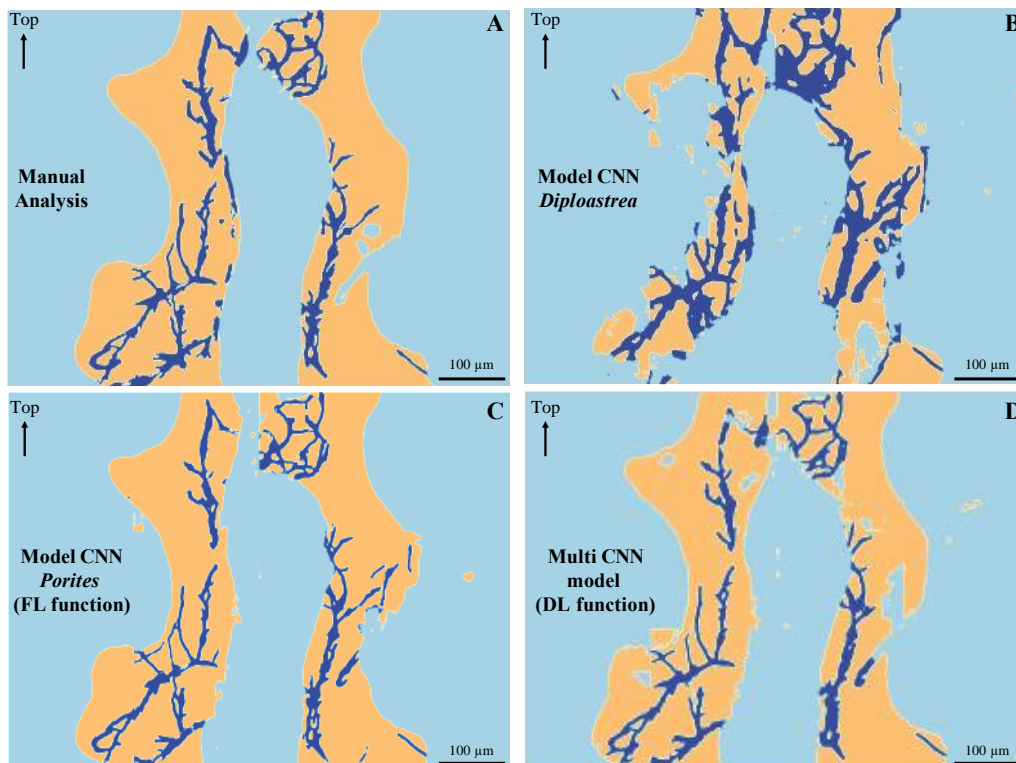 Top
A
Manual
Analysis
100 µm
Top
B
Model CNN
Diploastrea
100 µm
Top
C
Model CNN
Porites
(FL function)
100 µm
Top
D
Multi CNN
model
(DL function)
100 µm